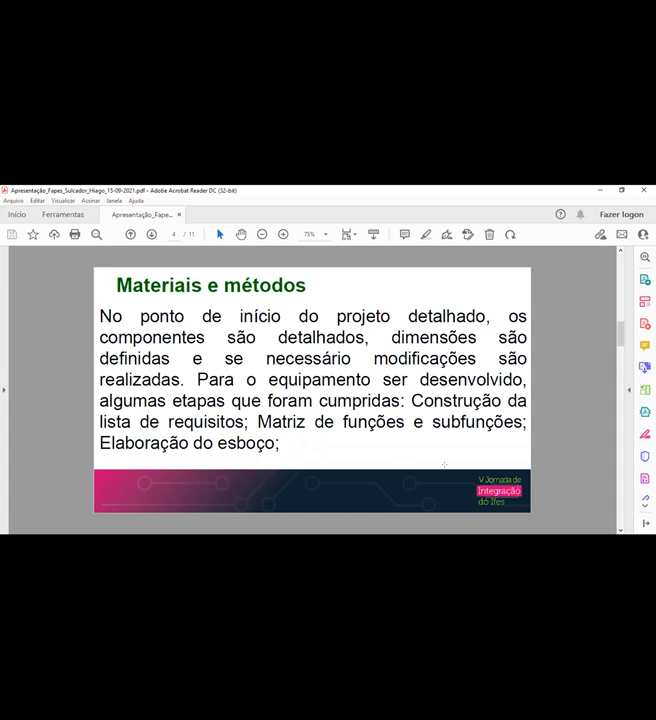 Apresentação_Fapes_Sulcador_Hiago_15-09-2021.pdf - Adobe Acrobat Reader DC (32-bit)
Arquivo Editar Visualizar Assinar Janela Ajuda
Início Ferramentas Apresentação_Fape... × Fazer logon
4 / 11 75%
Materiais e métodos
No ponto de início do projeto detalhado, os
componentes são detalhados, dimensões são
definidas e se necessário modificações são
realizadas. Para o equipamento ser desenvolvido,
algumas etapas que foram cumpridas: Construção da
lista de requisitos; Matriz de funções e subfunções;
Elaboração do esboço;
V Jornada de
Integração
do Ifes